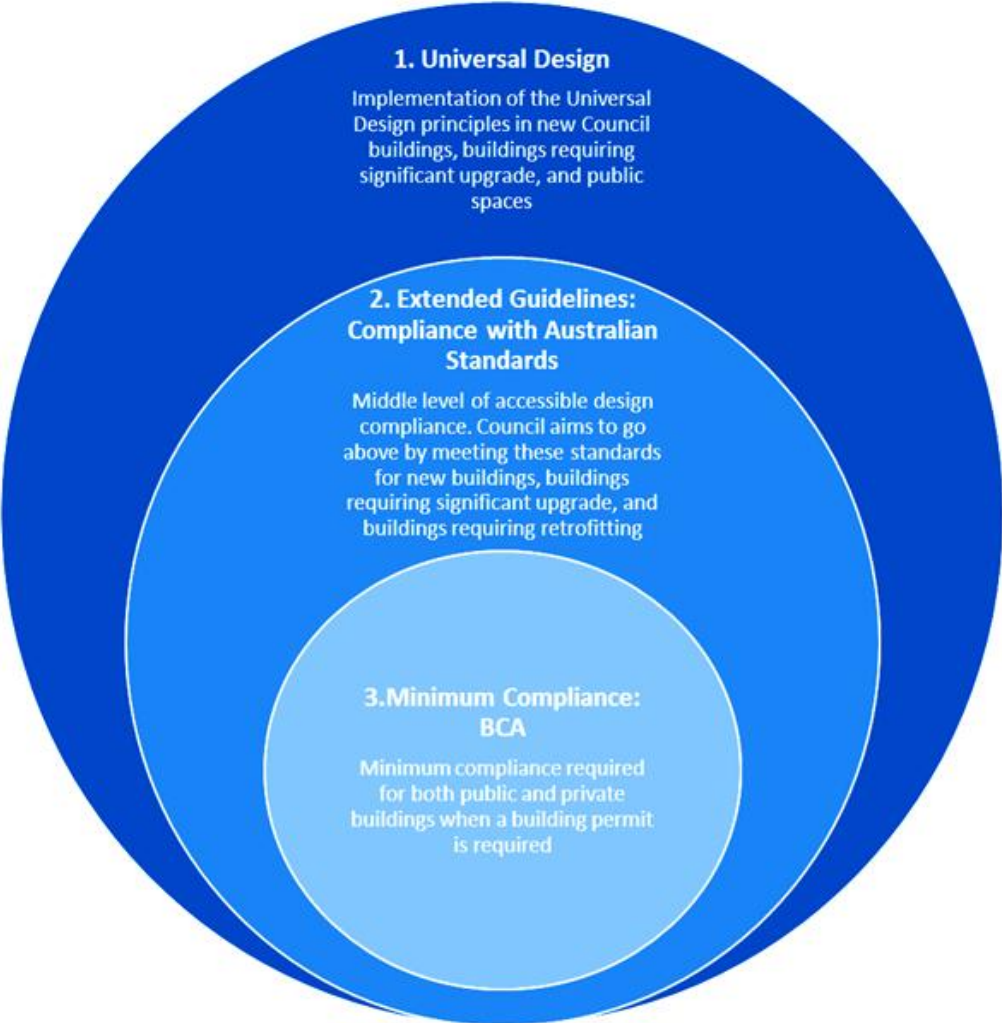 1. Universal Design
Implementation of the Universal
Design principles in new Council
buildings, buildings requiring
significant upgrade, and public
spaces
2. Extended Guidelines:
Compliance with Australian
Standards
Middle level of accessible design
compliance. Council aims to go
above by meeting these standards
for new buildings, buildings
requiring significant upgrade, and
buildings requiring retrofitting
3.Minimum Compliance:
BCA
Minimum compliance required
for both public and private
buildings when a building permit
is required